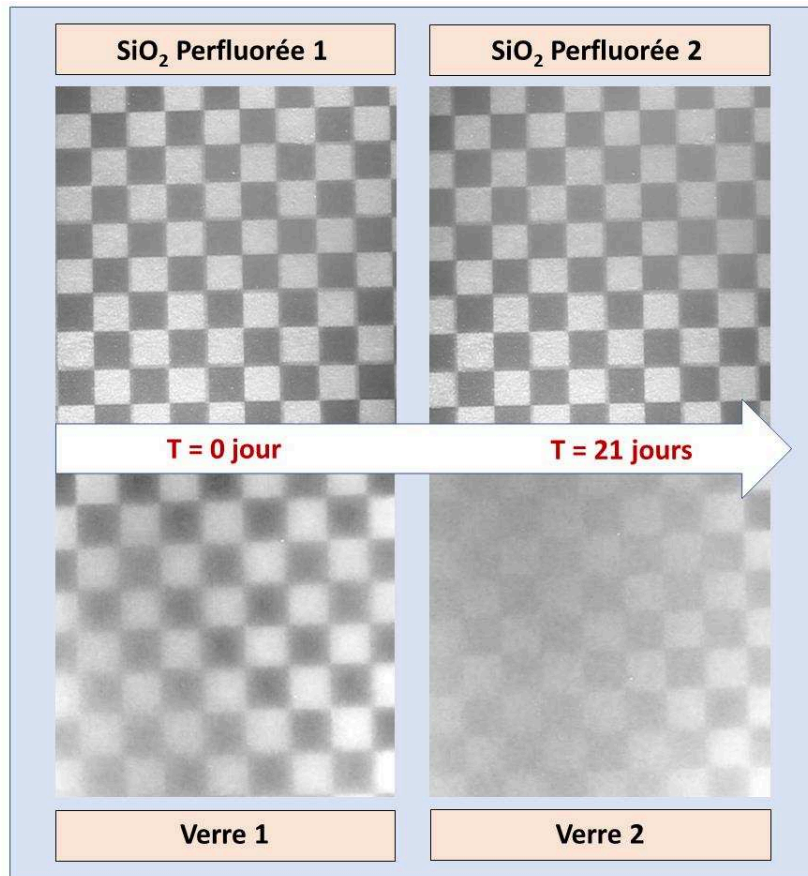 SiO₂ Perfluorée 1
SiO₂ Perfluorée 2
T = 0 jour
T = 21 jours
Verre 1
Verre 2